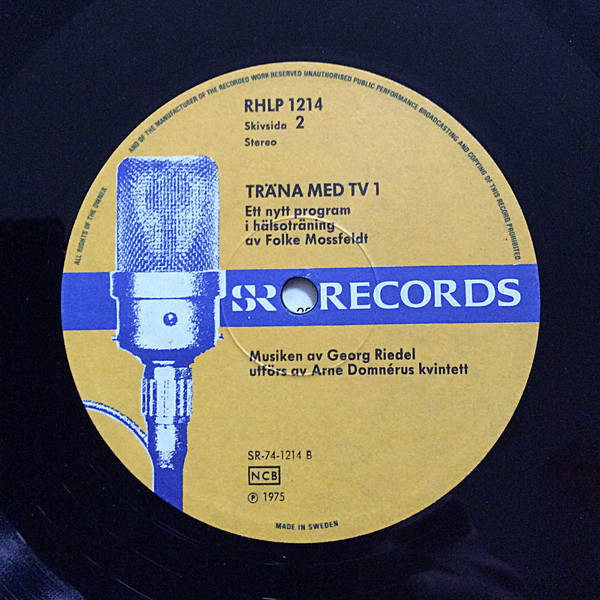 ALL RIGHTS OF THE OWNER AND OF THE MANUFACTURER OF THE RECORDED WORK RESERVED UNAUTHORISED PUBLIC PERFORMANCE BROADCASTING AND COPYING OF THIS RECORD PROHIBITED
RHLP 1214
Skivsida 2
Stereo
TRÄNA MED TV 1
Ett nytt program
i hälsoträning
av Folke Mossfeldt
SR RECORDS
Musiken av Georg Riedel
utförs av Arne Domnérus kvintett
SR-74-1214 B
NCB
Ⓟ 1975
MADE IN SWEDEN